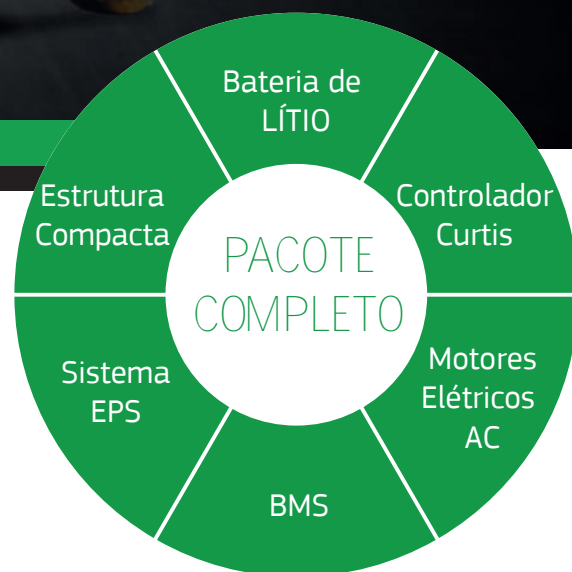 Bateria de
LÍTIO
Controlador
Curtis
Motores
Elétricos
AC
BMS
Sistema
EPS
Estrutura
Compacta
PACOTE
COMPLETO